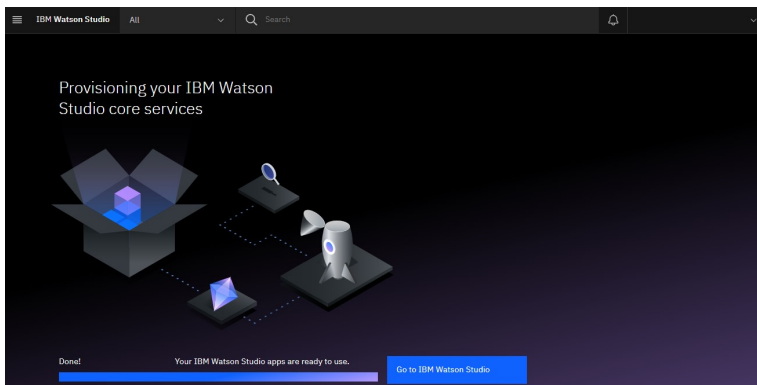 IBM Watson Studio All Search
Provisioning your IBM Watson
Studio core services
Done! Your IBM Watson Studio apps are ready to use. Go to IBM Watson Studio